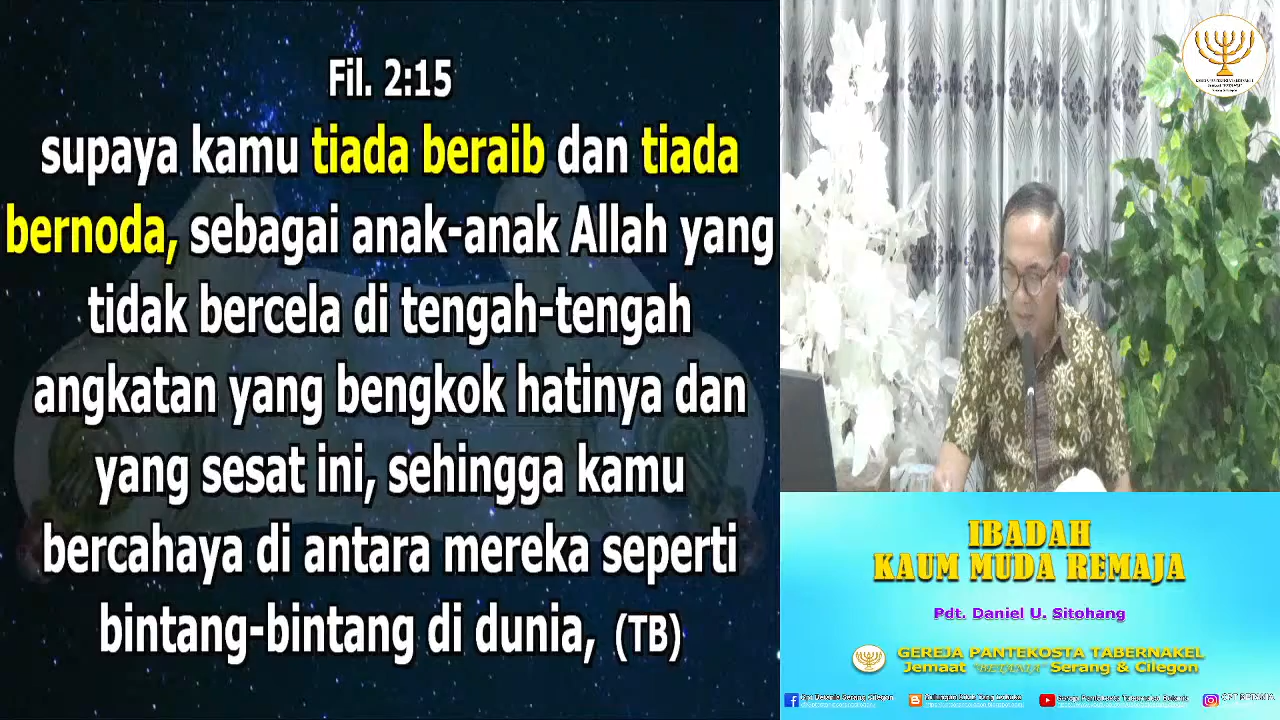 Fil. 2:15
supaya kamu tiada beraib dan tiada
bernoda, sebagai anak-anak Allah yang
tidak bercela di tengah-tengah
angkatan yang bengkok hatinya dan
yang sesat ini, sehingga kamu
bercahaya di antara mereka seperti
bintang-bintang di dunia, (TB)
IBADAH
KAUM MUDA REMAJA
Pdt. Daniel U. Sitohang
GEREJA PANTEKOSTA TABERNAKEL
Jemaat "BETANIA" Serang & Cilegon